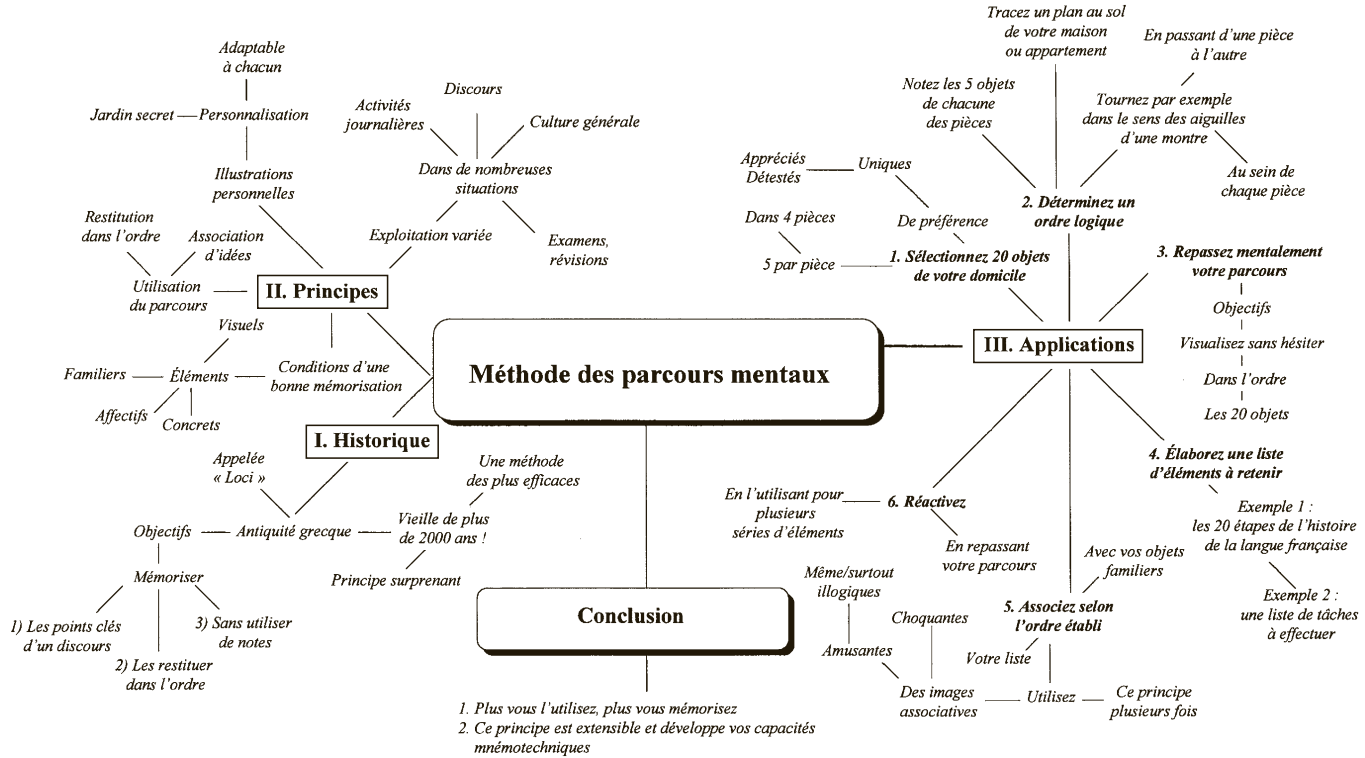 Méthode des parcours mentaux
I. Historique
Antiquité grecque
Appelée
« Loci »
Objectifs
Mémoriser
1) Les points clés
d'un discours
2) Les restituer
dans l'ordre
3) Sans utiliser
de notes
Vieille de plus
de 2000 ans !
Une méthode
des plus efficaces
Principe surprenant
II. Principes
Conditions d'une
bonne mémorisation
Éléments
Visuels
Familiers
Affectifs
Concrets
Utilisation
du parcours
Restitution
dans l'ordre
Association
d'idées
Illustrations
personnelles
Personnalisation
Jardin secret
Adaptable
à chacun
Exploitation variée
Dans de nombreuses
situations
Activités
journalières
Discours
Culture générale
Examens,
révisions
III. Applications
1. Sélectionnez 20 objets
de votre domicile
5 par pièce
Dans 4 pièces
De préférence
Uniques
Appréciés
Détestés
2. Déterminez un
ordre logique
Notez les 5 objets
de chacune
des pièces
Tracez un plan au sol
de votre maison
ou appartement
Tournez par exemple
dans le sens des aiguilles
d'une montre
En passant d'une pièce
à l'autre
Au sein de
chaque pièce
3. Repassez mentalement
votre parcours
Objectifs
Visualisez sans hésiter
Dans l'ordre
Les 20 objets
4. Élaborez une liste
d'éléments à retenir
Exemple 1 :
les 20 étapes de l'histoire
de la langue française
Exemple 2 :
une liste de tâches
à effectuer
5. Associez selon
l'ordre établi
Avec vos objets
familiers
Votre liste
Utilisez
Ce principe
plusieurs fois
Des images
associatives
Choquantes
Amusantes
Même/surtout
illogiques
6. Réactivez
En l'utilisant pour
plusieurs
séries d'éléments
En repassant
votre parcours
Conclusion
1. Plus vous l'utilisez, plus vous mémorisez
2. Ce principe est extensible et développe vos capacités
mnémotechniques